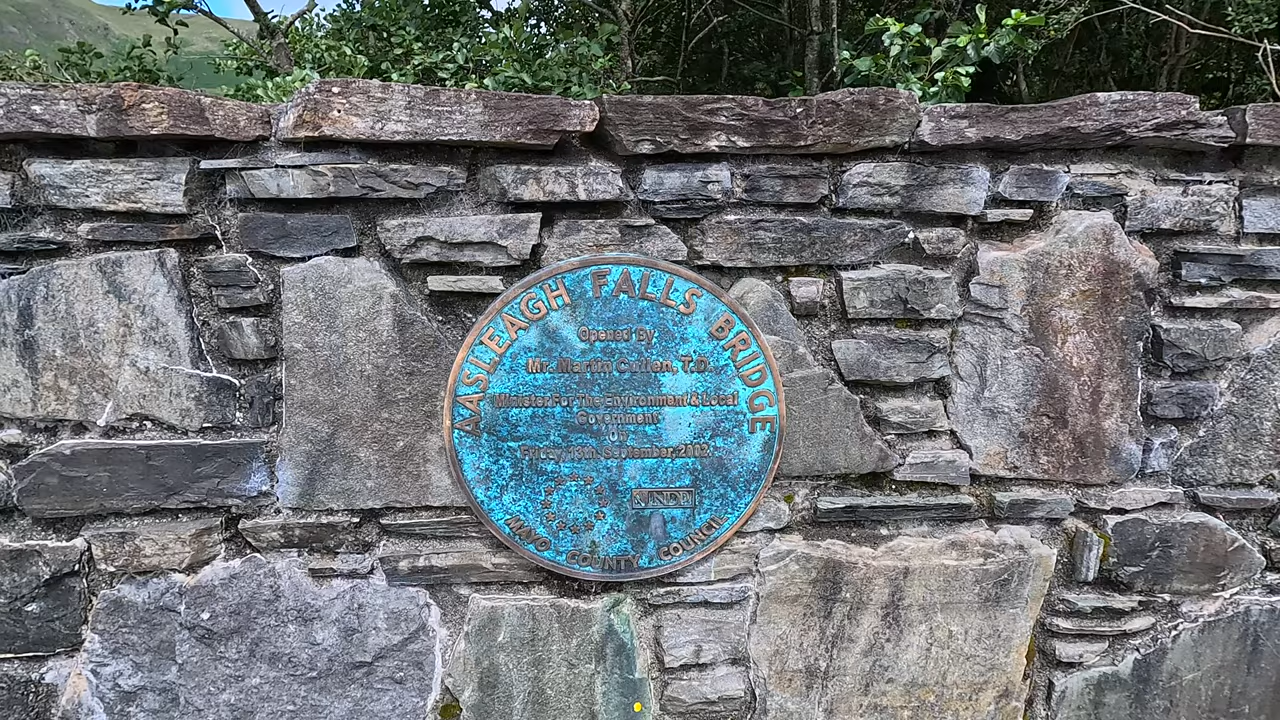 AASLEAGH FALLS BRIDGE
Opened By
Mr. Martin Cullen, T.D.
Minister For The Environment & Local
Government
On
Friday, 13th, September, 2002
NDP
MAYO COUNTY COUNCIL